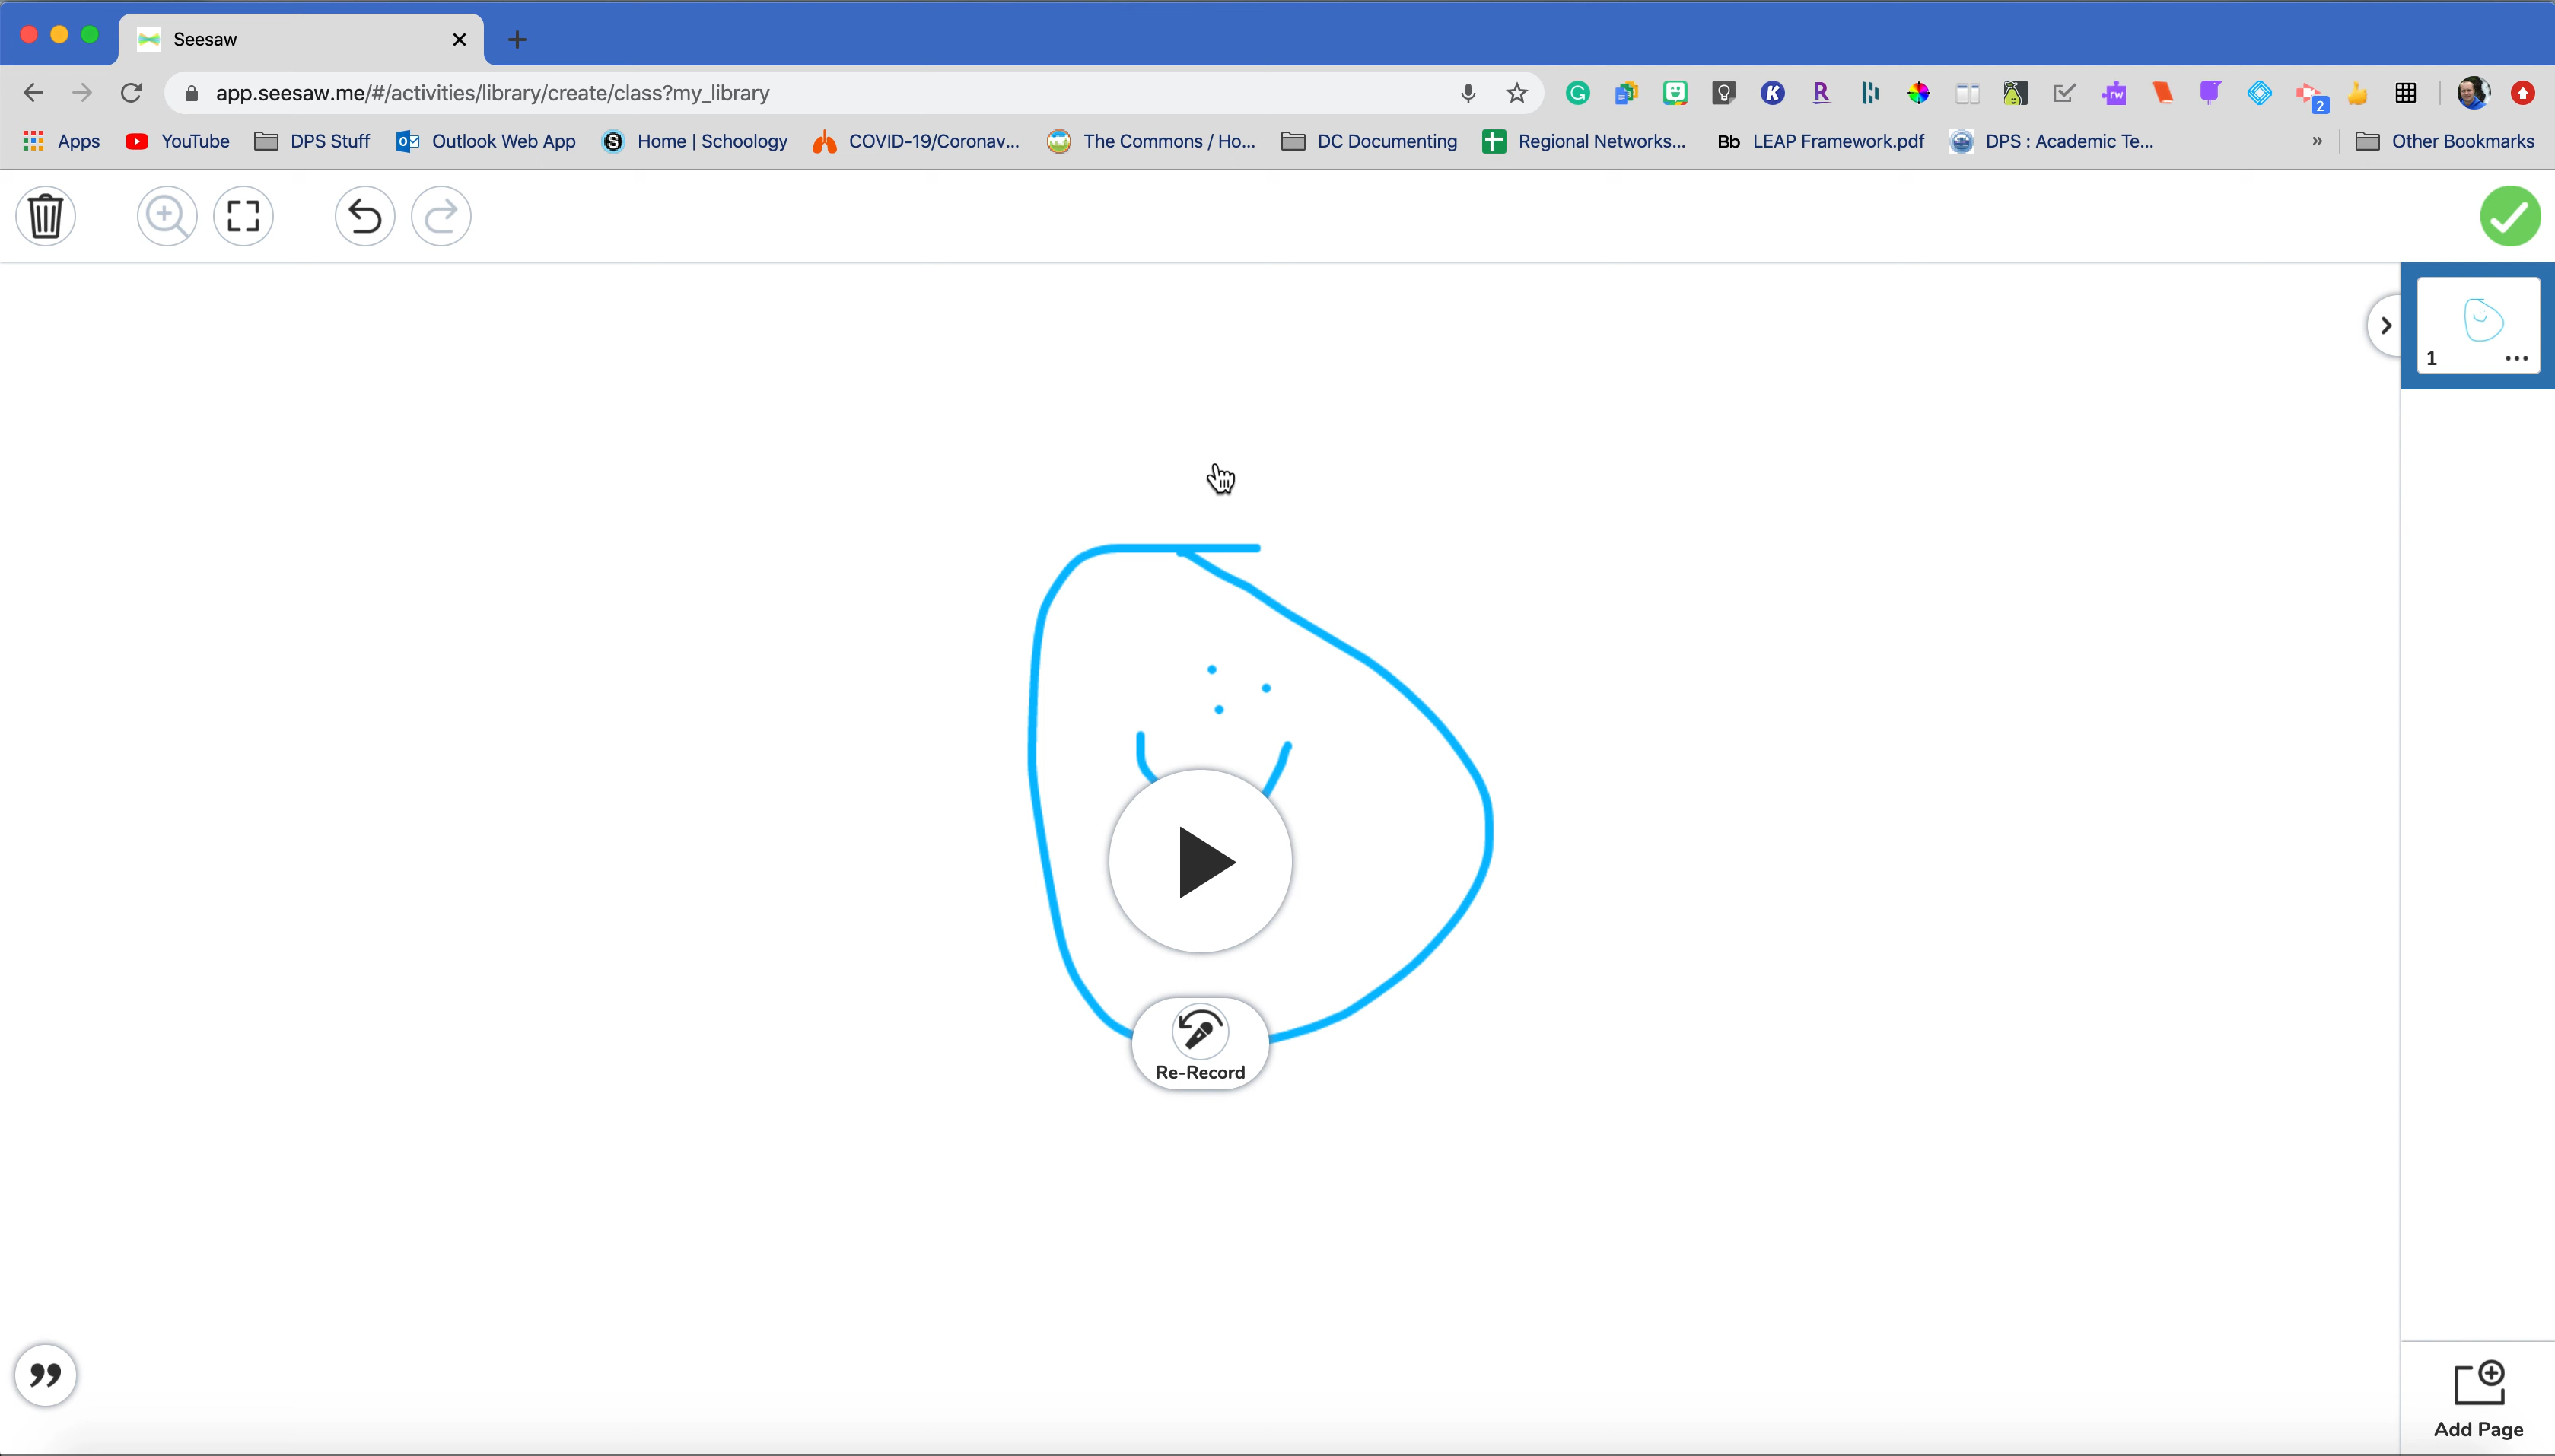 Seesaw
app.seesaw.me/#/activities/library/create/class?my_library
2
Apps YouTube DPS Stuff Outlook Web App Home | Schoology COVID-19/Coronav... The Commons / Ho... DC Documenting Regional Networks... Bb LEAP Framework.pdf DPS : Academic Te... » Other Bookmarks
1 ...
Re-Record
Add Page